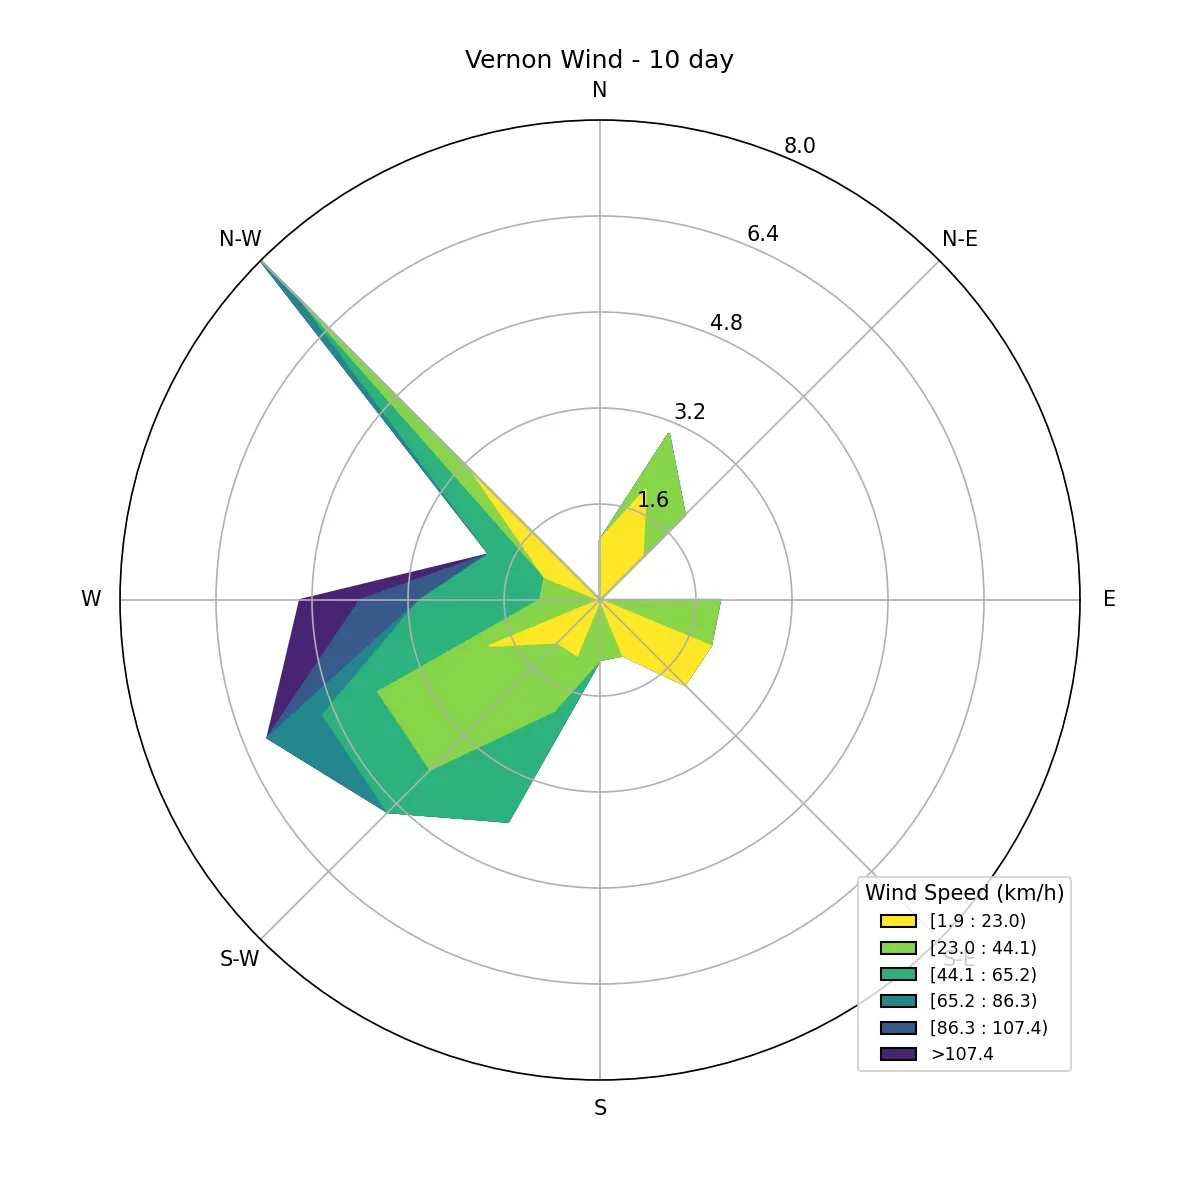 Vernon Wind - 10 day
N
8.0
N-W
6.4
N-E
4.8
3.2
1.6
W
E
Wind Speed (km/h)
[1.9 : 23.0)
[23.0 : 44.1)
S-W
S-E
[44.1 : 65.2)
[65.2 : 86.3)
[86.3 : 107.4)
>107.4
S